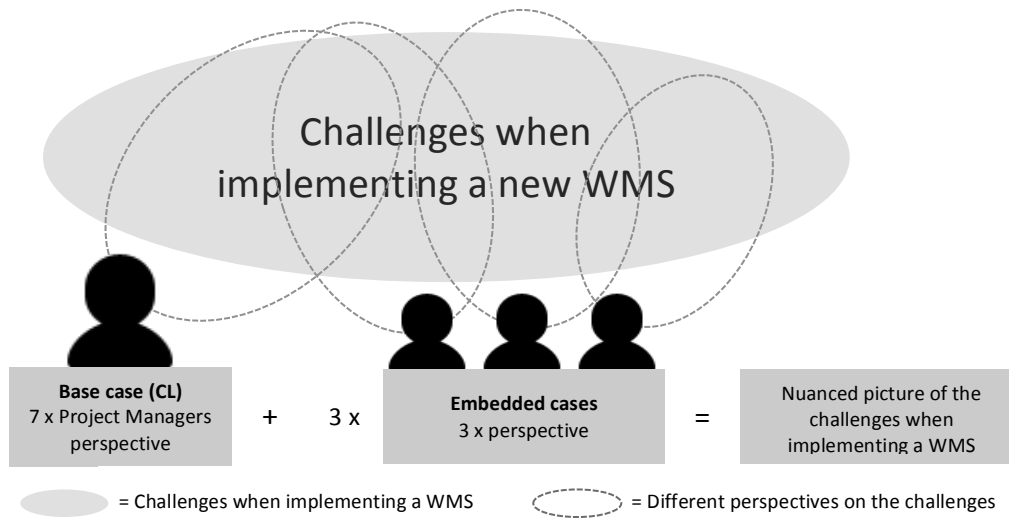 Challenges when
implementing a new WMS
Base case (CL)
7 x Project Managers
perspective
+
3 x
Embedded cases
3 x perspective
=
Nuanced picture of the
challenges when
implementing a WMS
= Challenges when implementing a WMS
= Different perspectives on the challenges